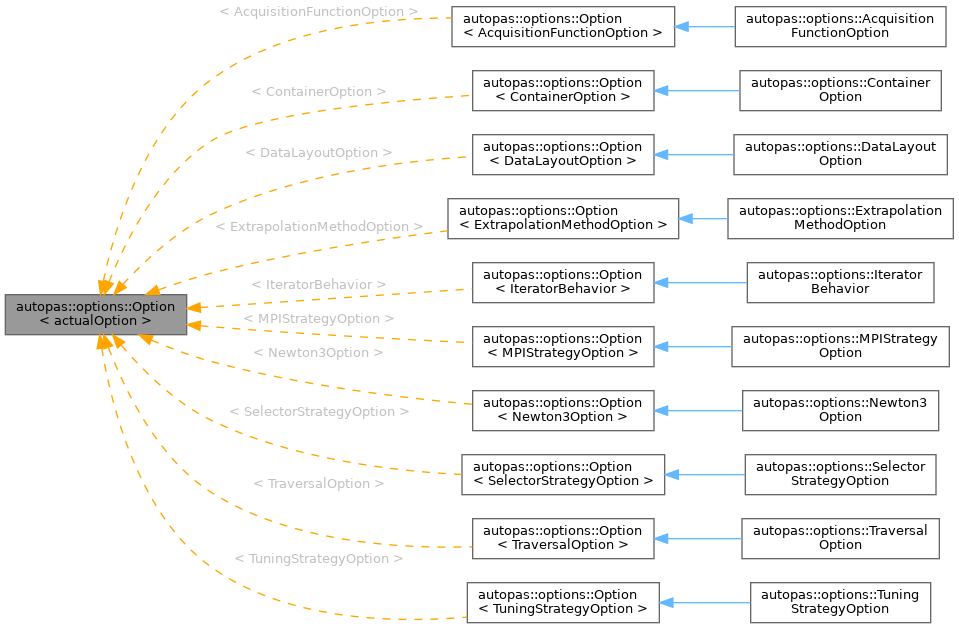 < AcquisitionFunctionOption >
autopas::options::Option
< AcquisitionFunctionOption >
autopas::options::Acquisition
FunctionOption
< ContainerOption >
autopas::options::Option
< ContainerOption >
autopas::options::Container
Option
< DataLayoutOption >
autopas::options::Option
< DataLayoutOption >
autopas::options::DataLayout
Option
< ExtrapolationMethodOption >
autopas::options::Option
< ExtrapolationMethodOption >
autopas::options::Extrapolation
MethodOption
< IteratorBehavior >
autopas::options::Option
< IteratorBehavior >
autopas::options::Iterator
Behavior
autopas::options::Option
< actualOption >
< MPIStrategyOption >
autopas::options::Option
< MPIStrategyOption >
autopas::options::MPIStrategy
Option
< Newton3Option >
autopas::options::Option
< Newton3Option >
autopas::options::Newton3
Option
< SelectorStrategyOption >
autopas::options::Option
< SelectorStrategyOption >
autopas::options::Selector
StrategyOption
< TraversalOption >
autopas::options::Option
< TraversalOption >
autopas::options::Traversal
Option
< TuningStrategyOption >
autopas::options::Option
< TuningStrategyOption >
autopas::options::Tuning
StrategyOption